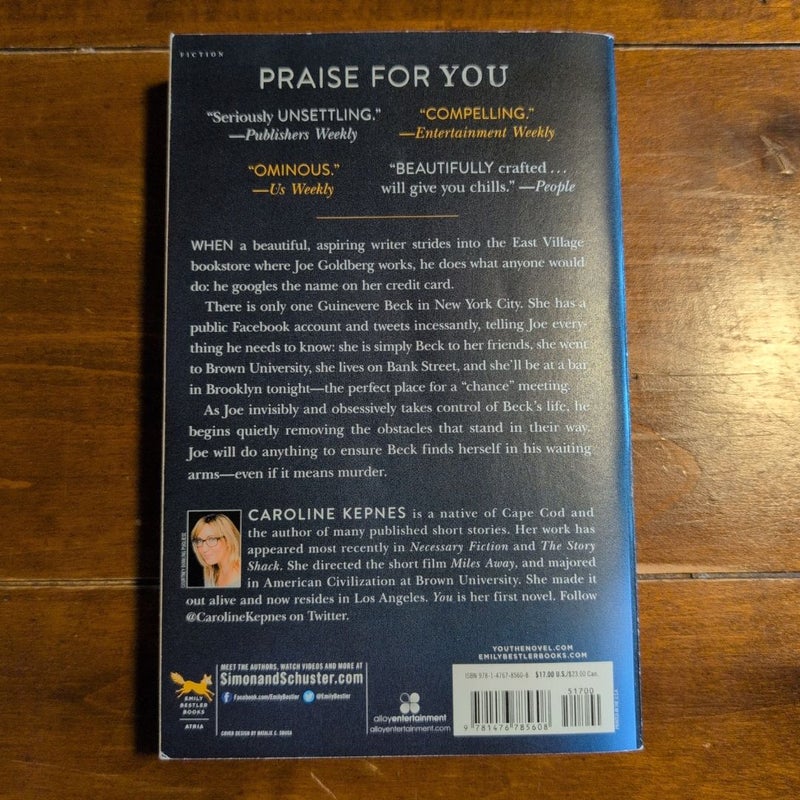 FICTION
PRAISE FOR YOU
“Seriously UNSETTLING.”
—Publishers Weekly
“COMPELLING.”
—Entertainment Weekly
“OMINOUS.”
—Us Weekly
“BEAUTIFULLY crafted . . .
will give you chills.” —People
WHEN a beautiful, aspiring writer strides into the East Village
bookstore where Joe Goldberg works, he does what anyone would
do: he googles the name on her credit card.
There is only one Guinevere Beck in New York City. She has a
public Facebook account and tweets incessantly, telling Joe every-
thing he needs to know: she is simply Beck to her friends, she went
to Brown University, she lives on Bank Street, and she’ll be at a bar
in Brooklyn tonight—the perfect place for a “chance” meeting.
As Joe invisibly and obsessively takes control of Beck’s life, he
begins quietly removing the obstacles that stand in their way.
Joe will do anything to ensure Beck finds herself in his waiting
arms—even if it means murder.
CAROLINE KEPNES is a native of Cape Cod and
the author of many published short stories. Her work has
appeared most recently in Necessary Fiction and The Story
Shack. She directed the short film Miles Away, and majored
in American Civilization at Brown University. She made it
out alive and now resides in Los Angeles. You is her first novel. Follow
@CarolineKepnes on Twitter.
YOUTHENOVEL.COM
EMILYBESTLERBOOKS.COM
EMILY
BESTLER
BOOKS
ATRIA
MEET THE AUTHORS, WATCH VIDEOS AND MORE AT
SimonandSchuster.com
Facebook.com/EmilyBestler @EmilyBestler
COVER DESIGN BY NATALIE C. SOUSA
alloyentertainment
alloyentertainment.com
ISBN 978-1-4767-8560-8 $17.00 U.S./$23.00 Can.
51700
9 781476 785608